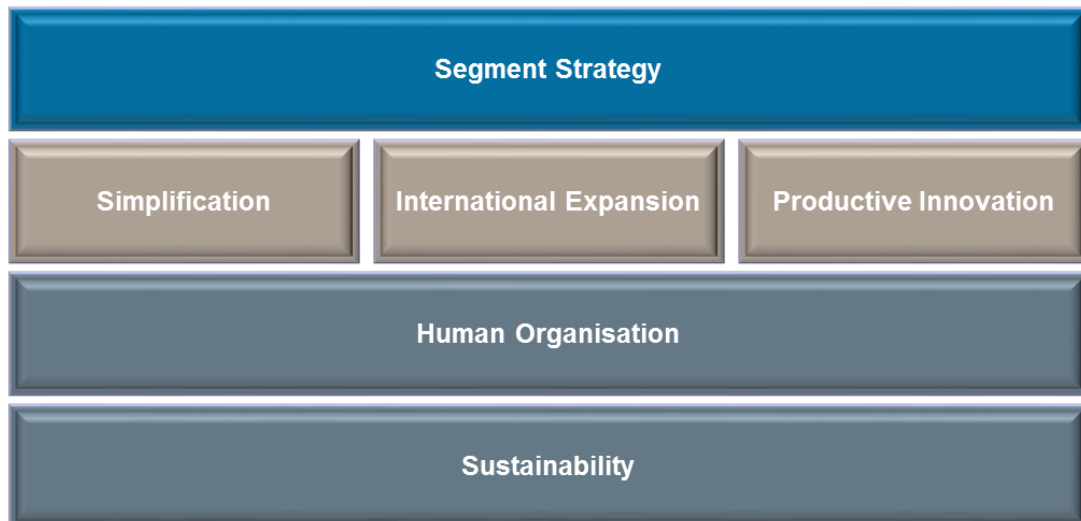 Segment Strategy
Simplification
International Expansion
Productive Innovation
Human Organisation
Sustainability